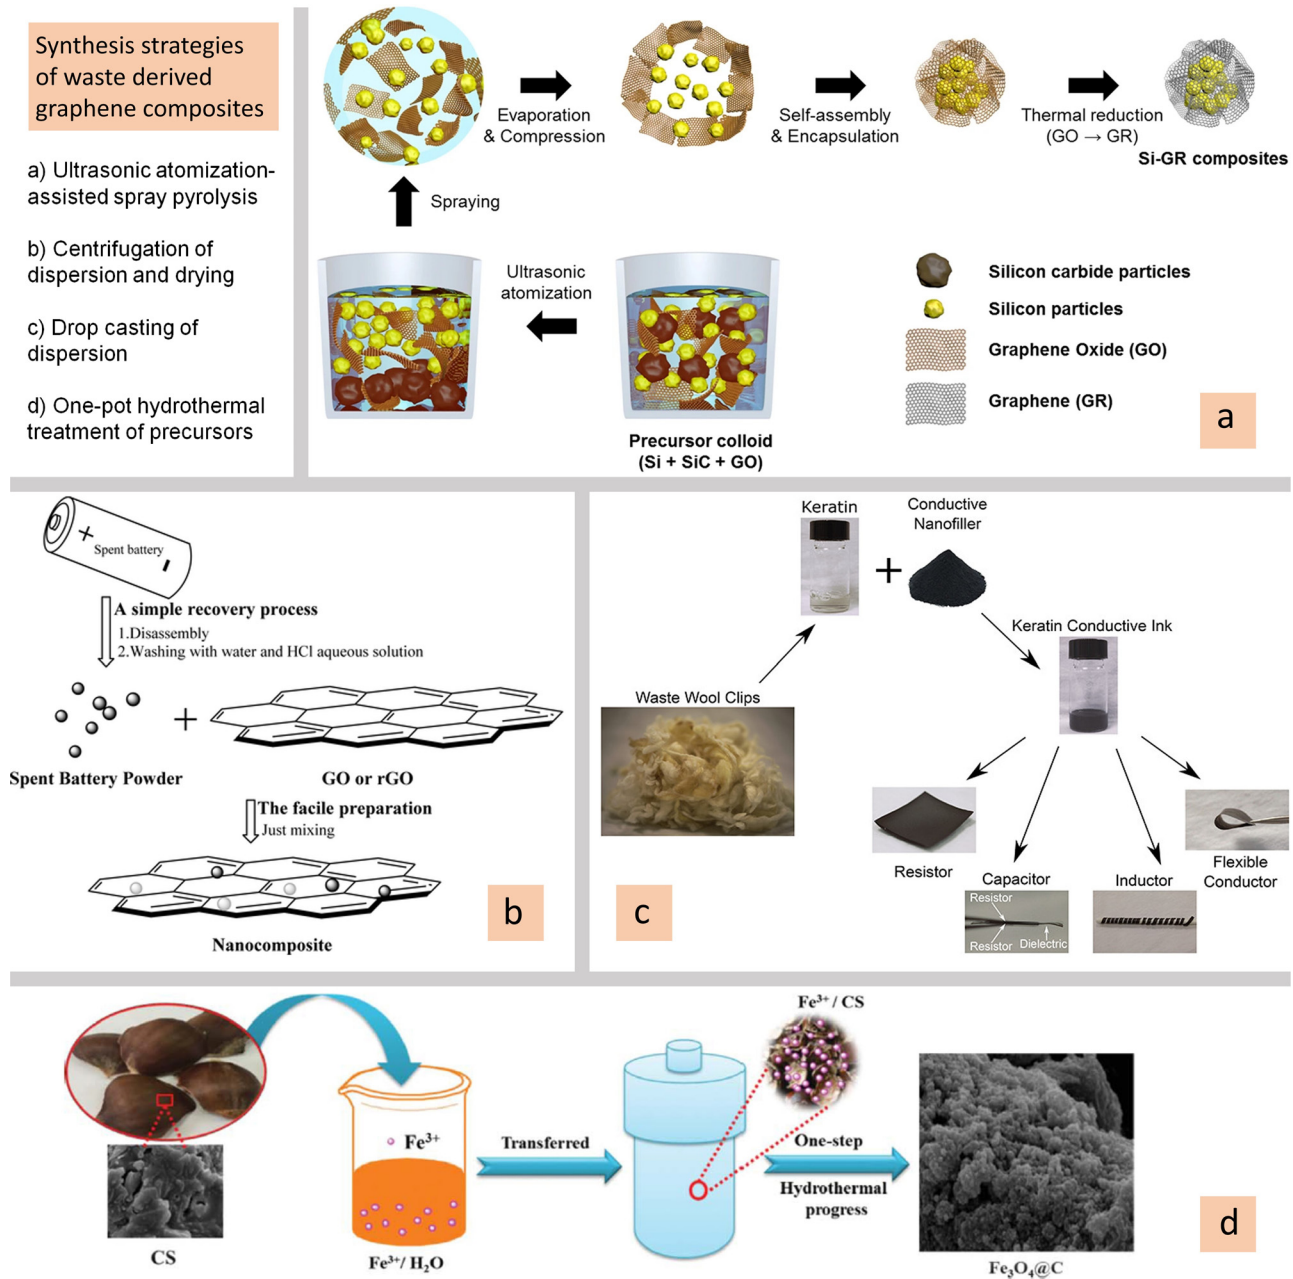 Synthesis strategies
of waste derived
graphene composites
a) Ultrasonic atomization-
assisted spray pyrolysis
b) Centrifugation of
dispersion and drying
c) Drop casting of
dispersion
d) One-pot hydrothermal
treatment of precursors
Evaporation
& Compression
Self-assembly
& Encapsulation
Thermal reduction
(GO → GR)
Si-GR composites
Spraying
Ultrasonic
atomization
Precursor colloid
(Si + SiC + GO)
Silicon carbide particles
Silicon particles
Graphene Oxide (GO)
Graphene (GR)
a
+
Spent battery
-
A simple recovery process
1.Disassembly
2.Washing with water and HCl aqueous solution
+
Spent Battery Powder
GO or rGO
The facile preparation
Just mixing
Nanocomposite
b
Keratin
Conductive
Nanofiller
+
Keratin Conductive Ink
Waste Wool Clips
Resistor
Capacitor
Resistor
Resistor
Dielectric
Inductor
Flexible
Conductor
c
CS
Fe³⁺
Fe³⁺/ H₂O
Transferred
Fe³⁺ / CS
One-step
Hydrothermal
progress
Fe₃O₄@C
d